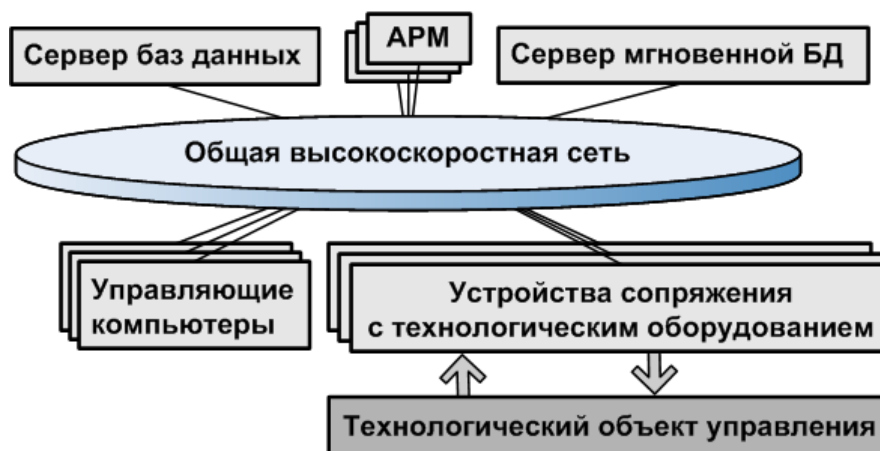 Сервер баз данных
АРМ
Сервер мгновенной БД
Общая высокоскоростная сеть
Управляющие
компьютеры
Устройства сопряжения
с технологическим оборудованием
Технологический объект управления